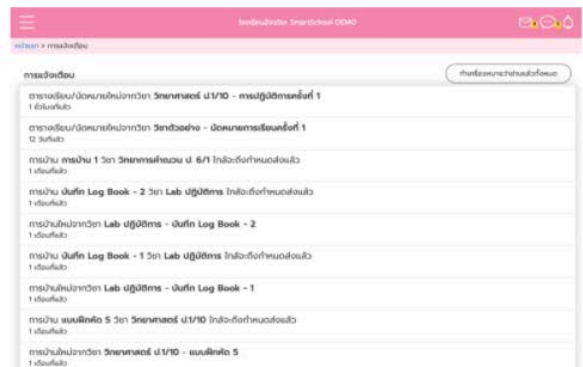 โรงเรียนสาธิต SmartSchool DEMO
หน้าแรก > การแจ้งเตือน
การแจ้งเตือน
ทำเครื่องหมายว่าอ่านแล้วทั้งหมด
ตารางเรียน/นัดหมายใหม่จากวิชา วิทยาศาสตร์ ป.1/10 - การปฏิบัติการครั้งที่ 1
1 ชั่วโมงที่แล้ว
ตารางเรียน/นัดหมายใหม่จากวิชา วิชาตัวอย่าง - นัดหมายการเรียนครั้งที่ 1
12 วันที่แล้ว
การบ้าน การบ้าน 1 วิชา วิทยาการคำนวณ ป. 6/1 ใกล้จะถึงกำหนดส่งแล้ว
1 เดือนที่แล้ว
การบ้าน บันทึก Log Book - 2 วิชา Lab ปฏิบัติการ ใกล้จะถึงกำหนดส่งแล้ว
1 เดือนที่แล้ว
การบ้านใหม่จากวิชา Lab ปฏิบัติการ - บันทึก Log Book - 2
1 เดือนที่แล้ว
การบ้าน บันทึก Log Book - 1 วิชา Lab ปฏิบัติการ ใกล้จะถึงกำหนดส่งแล้ว
1 เดือนที่แล้ว
การบ้านใหม่จากวิชา Lab ปฏิบัติการ - บันทึก Log Book - 1
1 เดือนที่แล้ว
การบ้าน แบบฝึกหัด 5 วิชา วิทยาศาสตร์ ป.1/10 ใกล้จะถึงกำหนดส่งแล้ว
1 เดือนที่แล้ว
การบ้านใหม่จากวิชา วิทยาศาสตร์ ป.1/10 - แบบฝึกหัด 5
1 เดือนที่แล้ว